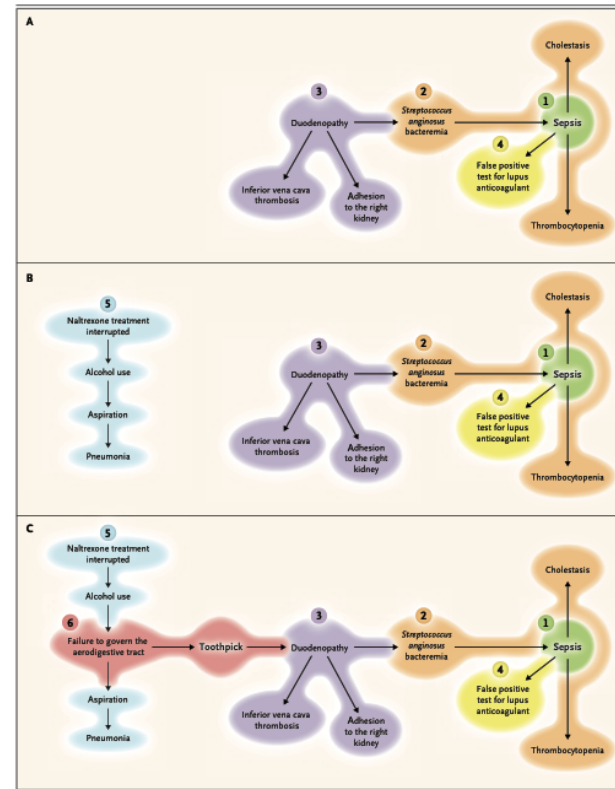 A
Cholestasis
3
2
1
Duodenopathy
Streptococcus
anginosus
bacteremia
Sepsis
4
False positive
test for lupus
anticoagulant
Inferior vena cava
thrombosis
Adhesion
to the right
kidney
Thrombocytopenia
B
5
Naltrexone treatment
interrupted
Alcohol use
Aspiration
Pneumonia
Cholestasis
3
2
1
Duodenopathy
Streptococcus
anginosus
bacteremia
Sepsis
4
False positive
test for lupus
anticoagulant
Inferior vena cava
thrombosis
Adhesion
to the right
kidney
Thrombocytopenia
C
5
Naltrexone treatment
interrupted
Alcohol use
6
Failure to govern the
aerodigestive tract
Toothpick
Aspiration
Pneumonia
Cholestasis
3
2
1
Duodenopathy
Streptococcus
anginosus
bacteremia
Sepsis
4
False positive
test for lupus
anticoagulant
Inferior vena cava
thrombosis
Adhesion
to the right
kidney
Thrombocytopenia